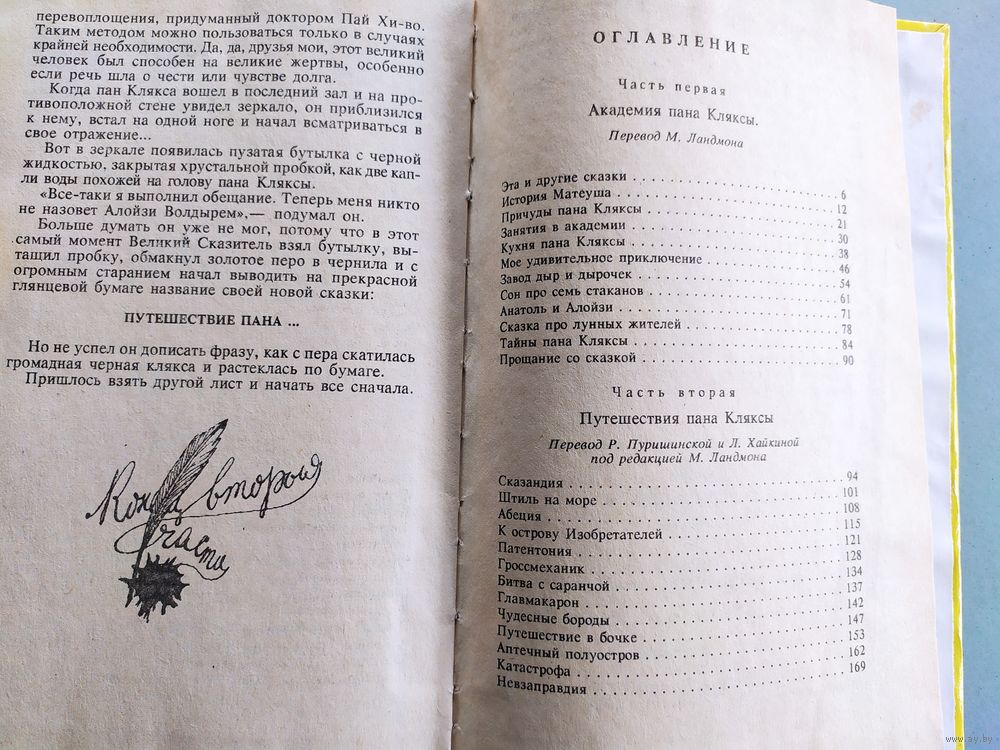 перевоплощения, придуманный доктором Пай Хи-во.
Таким методом можно пользоваться только в случаях
крайней необходимости. Да, да, друзья мои, этот великий
человек был способен на великие жертвы, особенно
если речь шла о чести или чувстве долга.
Когда пан Клякса вошел в последний зал и на про-
тивоположной стене увидел зеркало, он приблизился
к нему, встал на одной ноге и начал всматриваться в
свое отражение...
Вот в зеркале появилась пузатая бутылка с черной
жидкостью, закрытая хрустальной пробкой, как две кап-
ли воды похожей на голову пана Кляксы.
«Все-таки я выполнил обещание. Теперь меня никто
не назовет Алойзи Волдырем»,— подумал он.
Больше думать он уже не мог, потому что в этот
самый момент Великий Сказитель взял бутылку, вы-
тащил пробку, обмакнул золотое перо в чернила и с
огромным старанием начал выводить на прекрасной
глянцевой бумаге название своей новой сказки:
ПУТЕШЕСТВИЕ ПАНА ...
Но не успел он дописать фразу, как с пера скатилась
громадная черная клякса и растеклась по бумаге.
Пришлось взять другой лист и начать все сначала.
Конец второй
части
ОГЛАВЛЕНИЕ
Часть первая
Академия пана Кляксы.
Перевод М. Ландмона
Эта и другие сказки . . . 6
История Матеуша . . . 12
Причуды пана Кляксы . . . 21
Занятия в академии . . . 30
Кухня пана Кляксы . . . 38
Мое удивительное приключение . . . 46
Завод дыр и дырочек . . . 54
Сон про семь стаканов . . . 61
Анатоль и Алойзи . . . 71
Сказка про лунных жителей . . . 78
Тайны пана Кляксы . . . 84
Прощание со сказкой . . . 90
Часть вторая
Путешествия пана Кляксы
Перевод Р. Пуришинской и Л. Хайкиной
под редакцией М. Ландмона
Сказандия . . . 94
Штиль на море . . . 101
Абеция . . . 108
К острову Изобретателей . . . 115
Патентония . . . 121
Гроссмеханик . . . 128
Битва с саранчой . . . 134
Главмакарон . . . 137
Чудесные бороды . . . 142
Путешествие в бочке . . . 147
Аптечный полуостров . . . 153
Катастрофа . . . 162
Невзаправдия . . . 169
www.ay.by